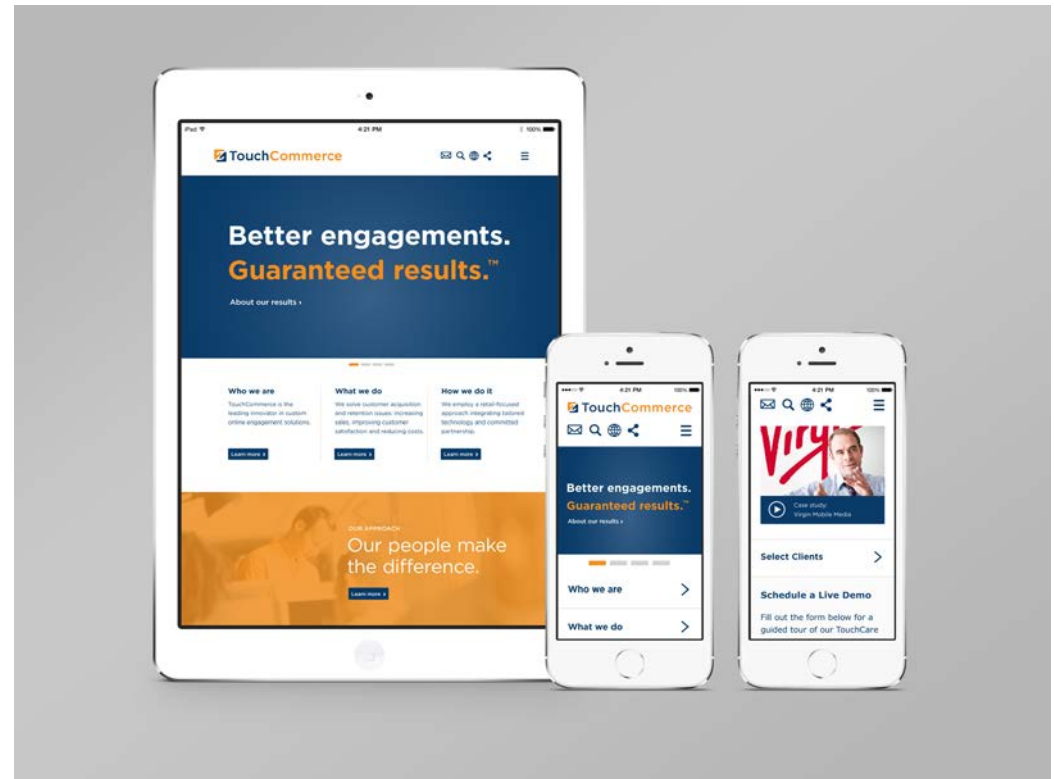 iPad
4:21 PM
100%
TouchCommerce
Better engagements.
Guaranteed results.™
About our results ›
Who we are
TouchCommerce is the
leading innovator in custom
online engagement solutions.
Learn more ›
What we do
We solve customer acquisition
and retention issues: increasing
sales, improving customer
satisfaction and reducing costs.
Learn more ›
How we do it
We employ a retail-focused
approach integrating tailored
technology and committed
partnership.
Learn more ›
OUR APPROACH
Our people make
the difference.
Learn more ›
4:21 PM
100%
TouchCommerce
Better engagements.
Guaranteed results.™
About our results ›
Who we are
What we do
4:21 PM
100%
Virgin
Case study:
Virgin Mobile Media
Select Clients
Schedule a Live Demo
Fill out the form below for a
guided tour of our TouchCare